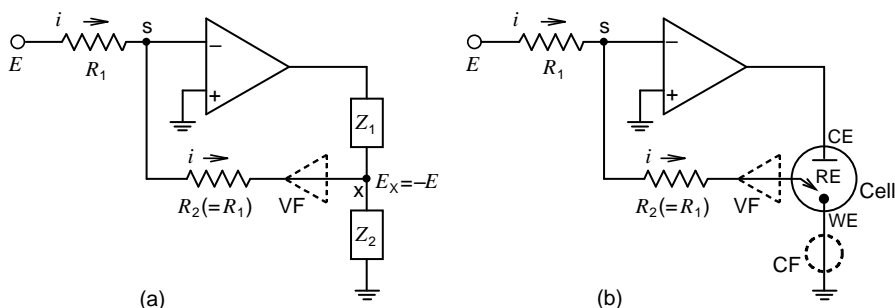 i
s
E
R1
−
+
Z1
i
x
EX=−E
R2(=R1)
VF
Z2
(a)
i
s
E
R1
−
+
CE
i
RE
Cell
R2(=R1)
VF
WE
CF
(b)